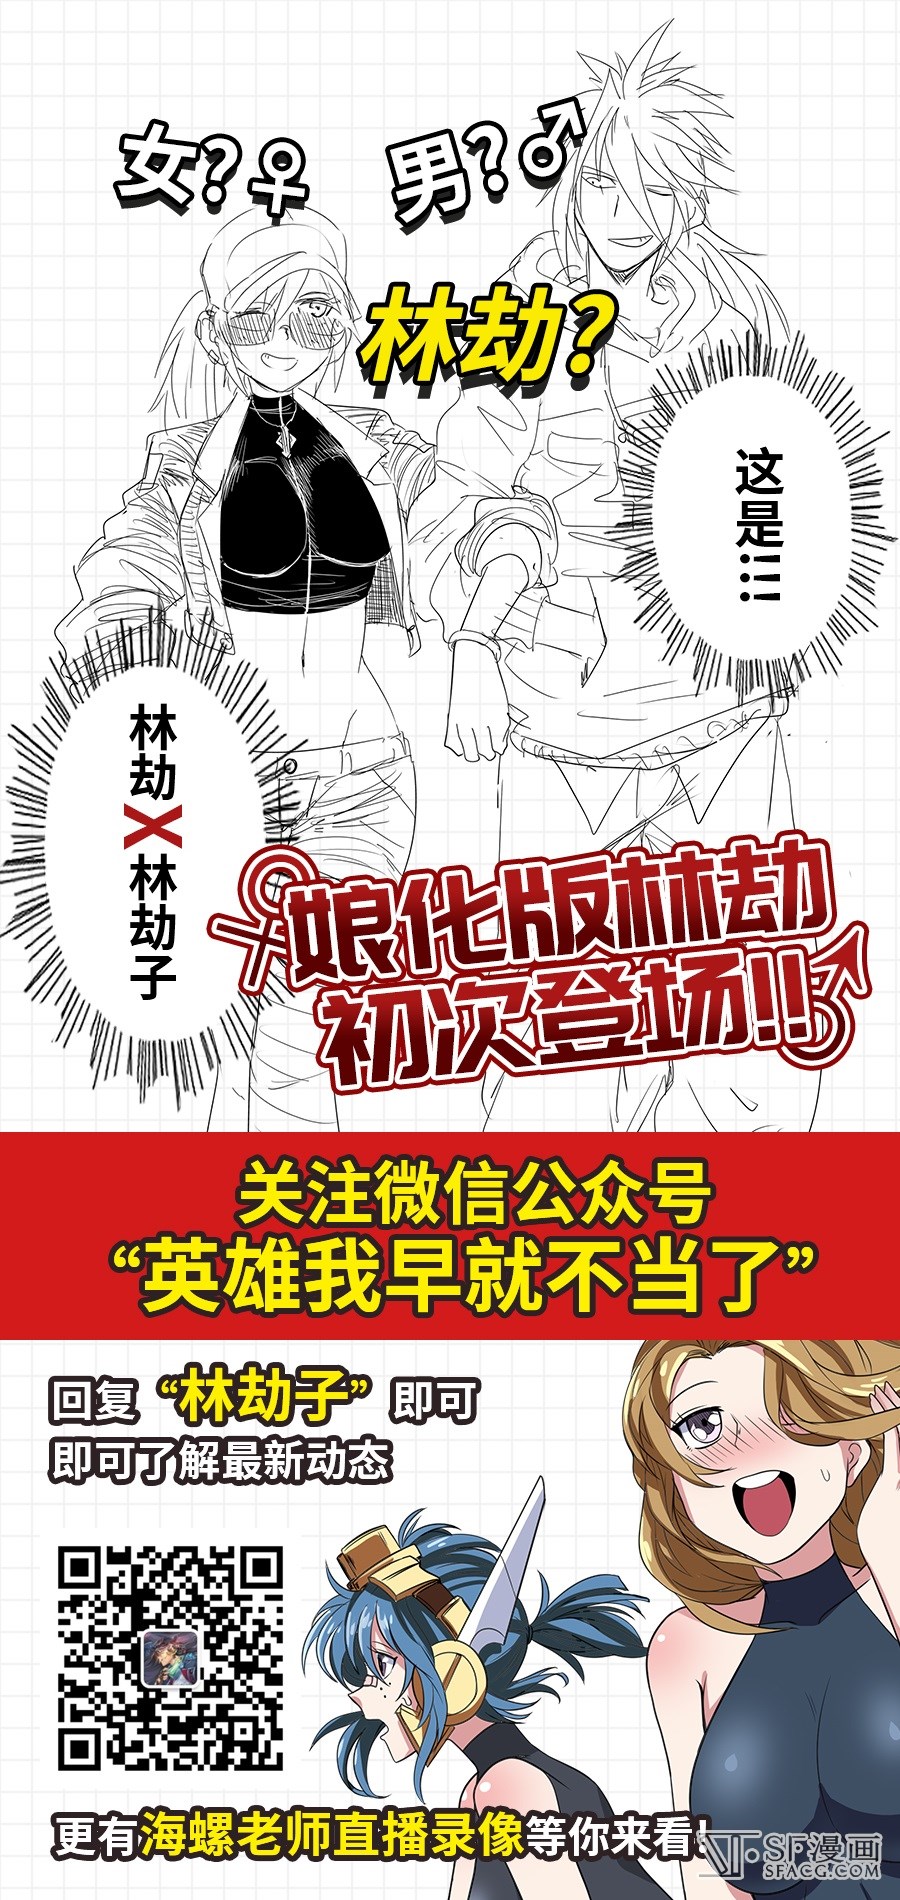 女?♀
男?♂
林劫?
这是!!!
林劫X林劫子
娘化版林劫
初次登场!!
关注微信公众号
“英雄我早就不当了”
回复“林劫子”即可
即可了解最新动态
更有海螺老师直播录像等你来看!
SF漫画
SFACG.COM